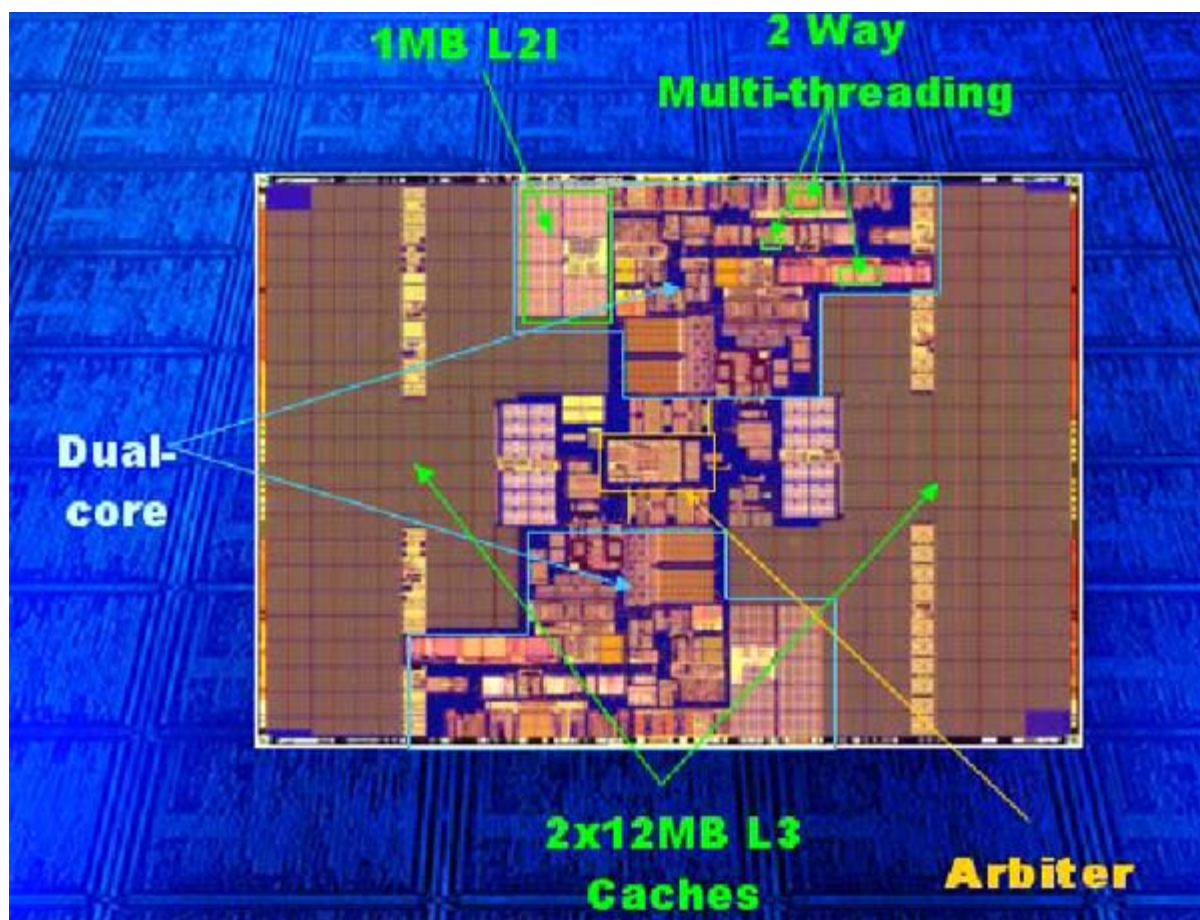 1MB L2I
2 Way
Multi-threading
Dual-
core
2x12MB L3
Caches
Arbiter